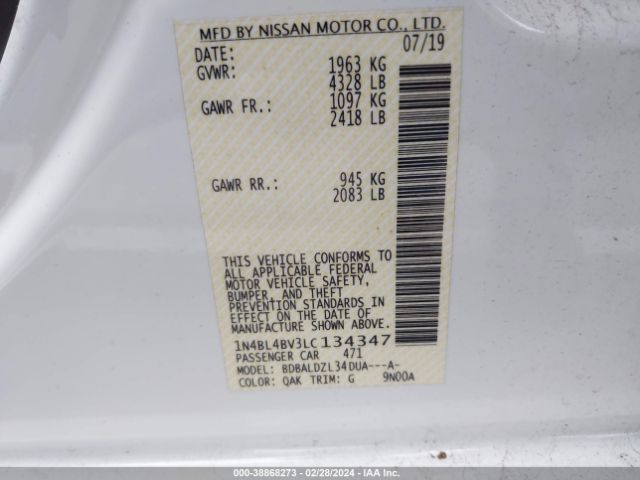 MFD BY NISSAN MOTOR CO., LTD.
DATE: 07/19
GVWR: 1963 KG
4328 LB
GAWR FR.: 1097 KG
2418 LB
GAWR RR.: 945 KG
2083 LB
THIS VEHICLE CONFORMS TO
ALL APPLICABLE FEDERAL
MOTOR VEHICLE SAFETY,
BUMPER, AND THEFT
PREVENTION STANDARDS IN
EFFECT ON THE DATE OF
MANUFACTURE SHOWN ABOVE.
1N4BL4BV3LC134347
PASSENGER CAR 471
MODEL: BDBALDZL34DUA---A-
COLOR: QAK TRIM: G 9N00A
000-38868273 - 02/28/2024 - IAA Inc.